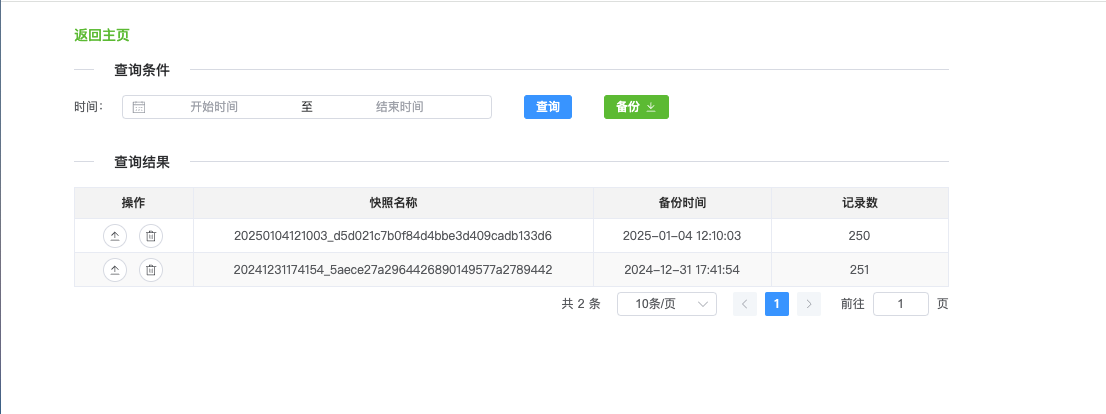 返回主页
查询条件
时间： 开始时间 至 结束时间 查询 备份
查询结果
操作 快照名称 备份时间 记录数
20250104121003_d5d021c7b0f84d4bbe3d409cadb133d6 2025-01-04 12:10:03 250
20241231174154_5aece27a2964426890149577a2789442 2024-12-31 17:41:54 251
共 2 条 10条/页 1 前往 1 页